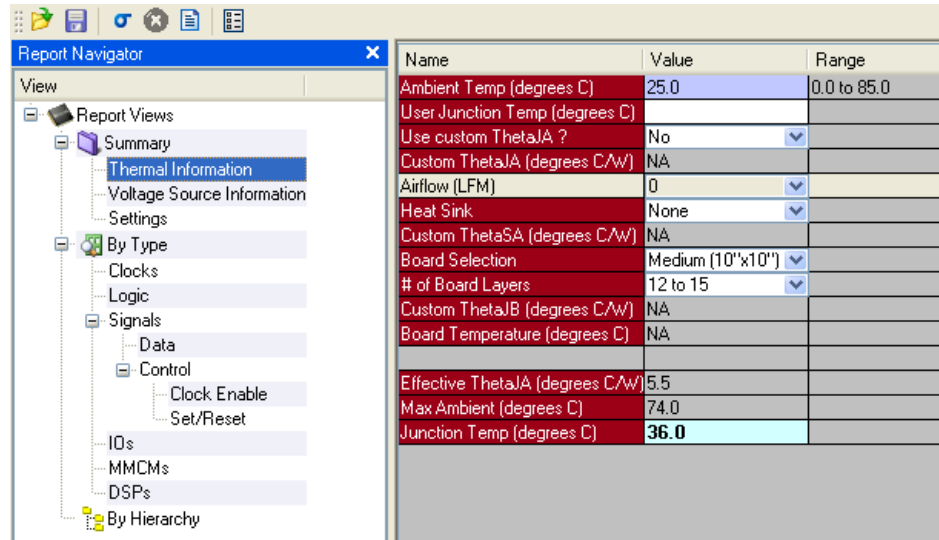 Report Navigator
View
Report Views
Summary
Thermal Information
Voltage Source Information
Settings
By Type
Clocks
Logic
Signals
Data
Control
Clock Enable
Set/Reset
IOs
MMCMs
DSPs
By Hierarchy
Name Value Range
Ambient Temp (degrees C) 25.0 0.0 to 85.0
User Junction Temp (degrees C)
Use custom ThetaJA ? No
Custom ThetaJA (degrees C/W) NA
Airflow (LFM) 0
Heat Sink None
Custom ThetaSA (degrees C/W) NA
Board Selection Medium (10"x10")
# of Board Layers 12 to 15
Custom ThetaJB (degrees C/W) NA
Board Temperature (degrees C) NA
Effective ThetaJA (degrees C/W) 5.5
Max Ambient (degrees C) 74.0
Junction Temp (degrees C) 36.0